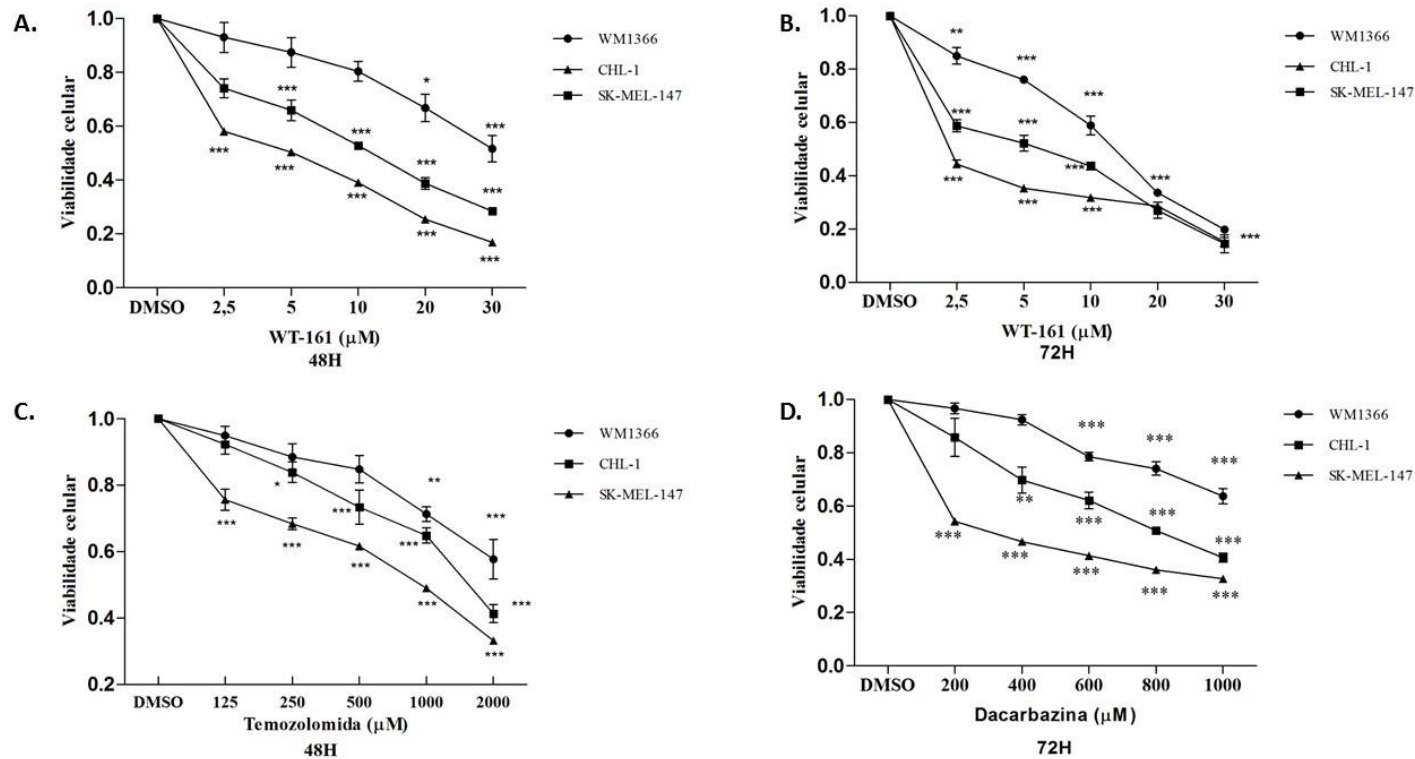 A.
1.0
0.8
0.6
0.4
0.2
0.0
Viabilidade celular
* ***
*** *** *** ***
*** *** *** *** ***
DMSO 2,5 5 10 20 30
WT-161 (μM)
48H
WM1366
CHL-1
SK-MEL-147
B.
1.0
0.8
0.6
0.4
0.2
0.0
Viabilidade celular
** *** *** ***
*** *** ***
*** *** *** ***
DMSO 2,5 5 10 20 30
WT-161 (μM)
72H
WM1366
CHL-1
SK-MEL-147
C.
1.0
0.8
0.6
0.4
0.2
Viabilidade celular
** ***
* *** *** ***
*** *** *** *** ***
DMSO 125 250 500 1000 2000
Temozolomida (μM)
48H
WM1366
CHL-1
SK-MEL-147
D.
1.0
0.8
0.6
0.4
0.2
0.0
Viabilidade celular
*** *** ***
** *** *** ***
*** *** *** *** ***
DMSO 200 400 600 800 1000
Dacarbazina (μM)
72H
WM1366
CHL-1
SK-MEL-147